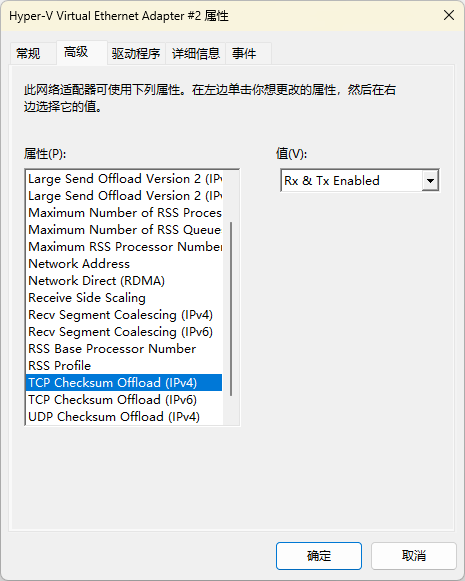 Hyper-V Virtual Ethernet Adapter #2 属性
常规
高级
驱动程序
详细信息
事件
此网络适配器可使用下列属性。在左边单击你想更改的属性，然后在右
边选择它的值。
属性(P):
值(V):
Large Send Offload Version 2 (IPv
Large Send Offload Version 2 (IPv
Maximum Number of RSS Proces
Maximum Number of RSS Queue
Maximum RSS Processor Number
Network Address
Network Direct (RDMA)
Receive Side Scaling
Recv Segment Coalescing (IPv4)
Recv Segment Coalescing (IPv6)
RSS Base Processor Number
RSS Profile
TCP Checksum Offload (IPv4)
TCP Checksum Offload (IPv6)
UDP Checksum Offload (IPv4)
Rx & Tx Enabled
确定
取消